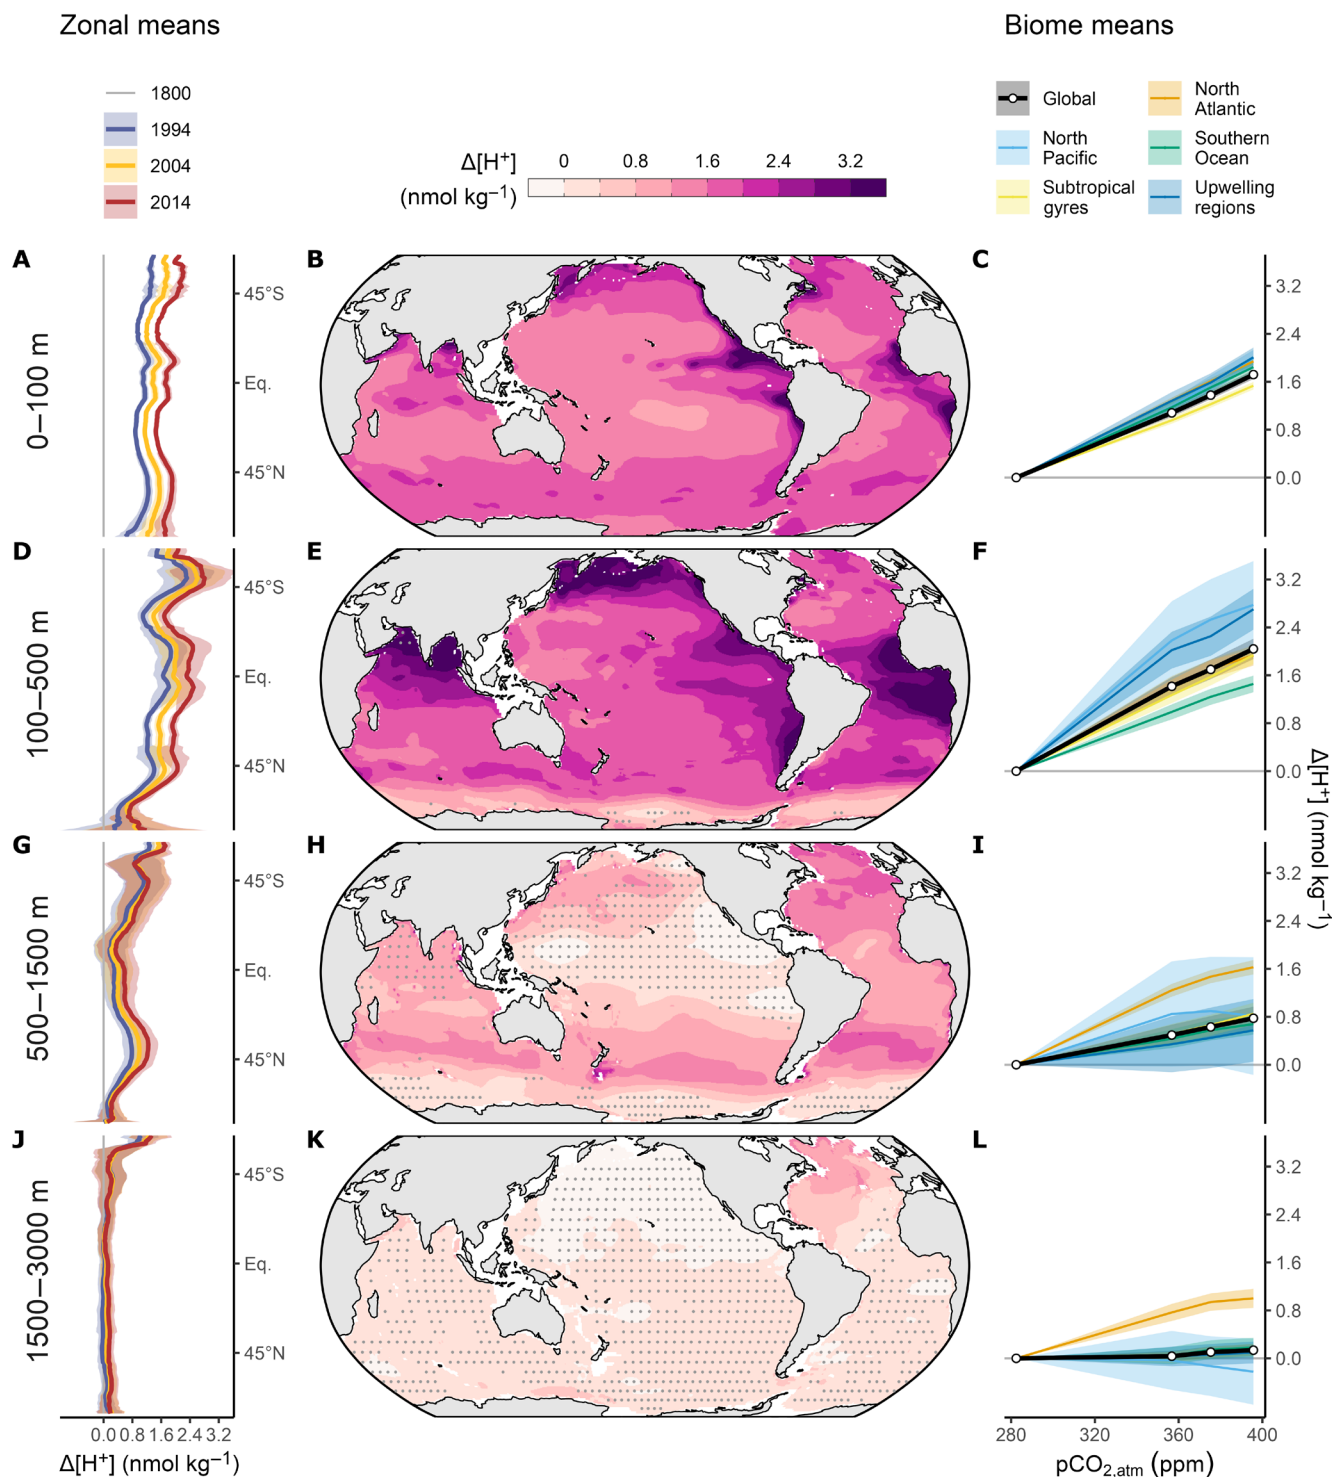 Zonal means
Biome means
1800
1994
2004
2014
Δ[H⁺]
(nmol kg⁻¹)
0 0.8 1.6 2.4 3.2
Global
North
Atlantic
North
Pacific
Southern
Ocean
Subtropical
gyres
Upwelling
regions
A
0–100 m
45°S
Eq.
45°N
B
C
3.2
2.4
1.6
0.8
0.0
D
100–500 m
45°S
Eq.
45°N
E
F
3.2
2.4
1.6
0.8
0.0
G
500–1500 m
45°S
Eq.
45°N
H
I
3.2
2.4
1.6
0.8
0.0
J
1500–3000 m
45°S
Eq.
45°N
K
L
3.2
2.4
1.6
0.8
0.0
Δ[H⁺] (nmol kg⁻¹)
0.0 0.8 1.6 2.4 3.2
Δ[H⁺] (nmol kg⁻¹)
280 320 360 400
pCO₂,atm (ppm)